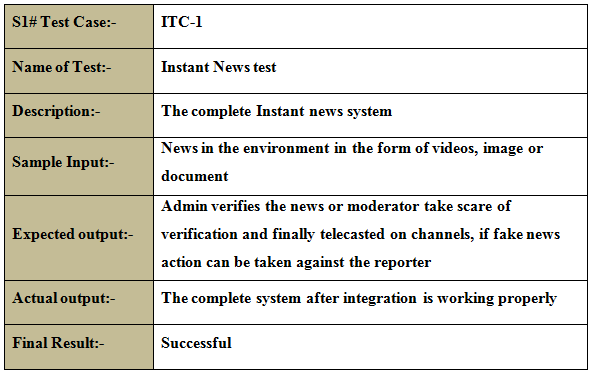 S1# Test Case:- ITC-1
Name of Test:- Instant News test
Description:- The complete Instant news system
Sample Input:- News in the environment in the form of videos, image or
document
Expected output:- Admin verifies the news or moderator take scare of
verification and finally telecasted on channels, if fake news
action can be taken against the reporter
Actual output:- The complete system after integration is working properly
Final Result:- Successful